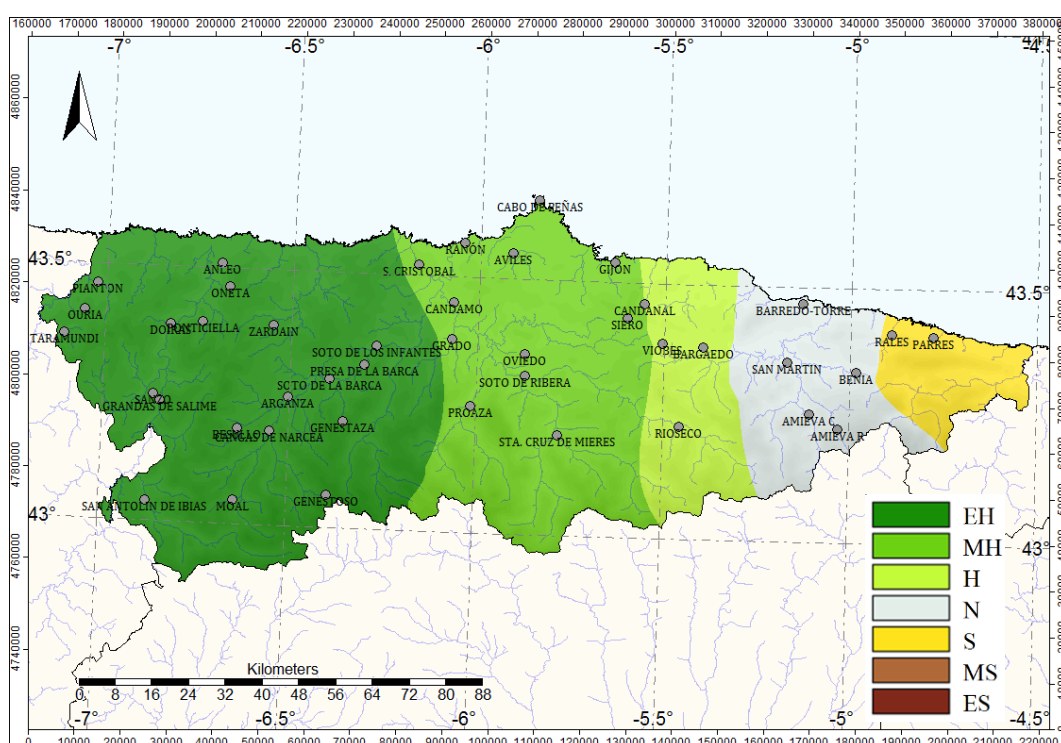 160000 170000 180000 190000 200000 210000 220000 230000 240000 250000 260000 270000 280000 290000 300000 310000 320000 330000 340000 350000 360000 370000 380000
-7° -6.5° -6° -5.5° -5° -4.5°
4860000
4840000
CABO DE PEÑAS
RANON
43.5°
AVILES
ANLEO
S. CRISTOBAL
GIJON
4820000
PIANTON
ONETA
43.5°
CANDAMO
CANDANAL
BARREDO-TORRE
OURIA
SIERO
DOIRAS
ZARDAIN
TARAMUNDI
GRADO
RALES
PARRES
SOTO DE LOS INFANTES
VIOBES
OVIEDO
4800000
PRESA DE LA BARCA
SAN MARTIN
BENIA
SOTO DE RIBERA
SOTO DE LA BARCA
ARGANZA
GRANDAS DE SALIME
PROAZA
AMIEVA C
GENESTAZA
RIOSECO
CANGAS DE NARCEA
AMIEVA R
STA. CRUZ DE MIERES
4780000
GENESTOSO
SAN ANTOLIN DE IBIAS
MOAL
43°
EH
MH
43°
4760000
H
N
4740000
S
Kilometers
MS
0 8 16 24 32 40 48 56 64 72 80 88
ES
-7° -6.5° -6° -5.5° -5° -4.5°
0 10000 20000 30000 40000 50000 60000 70000 80000 90000 100000 110000 120000 130000 140000 150000 160000 170000 180000 190000 200000 210000 220000